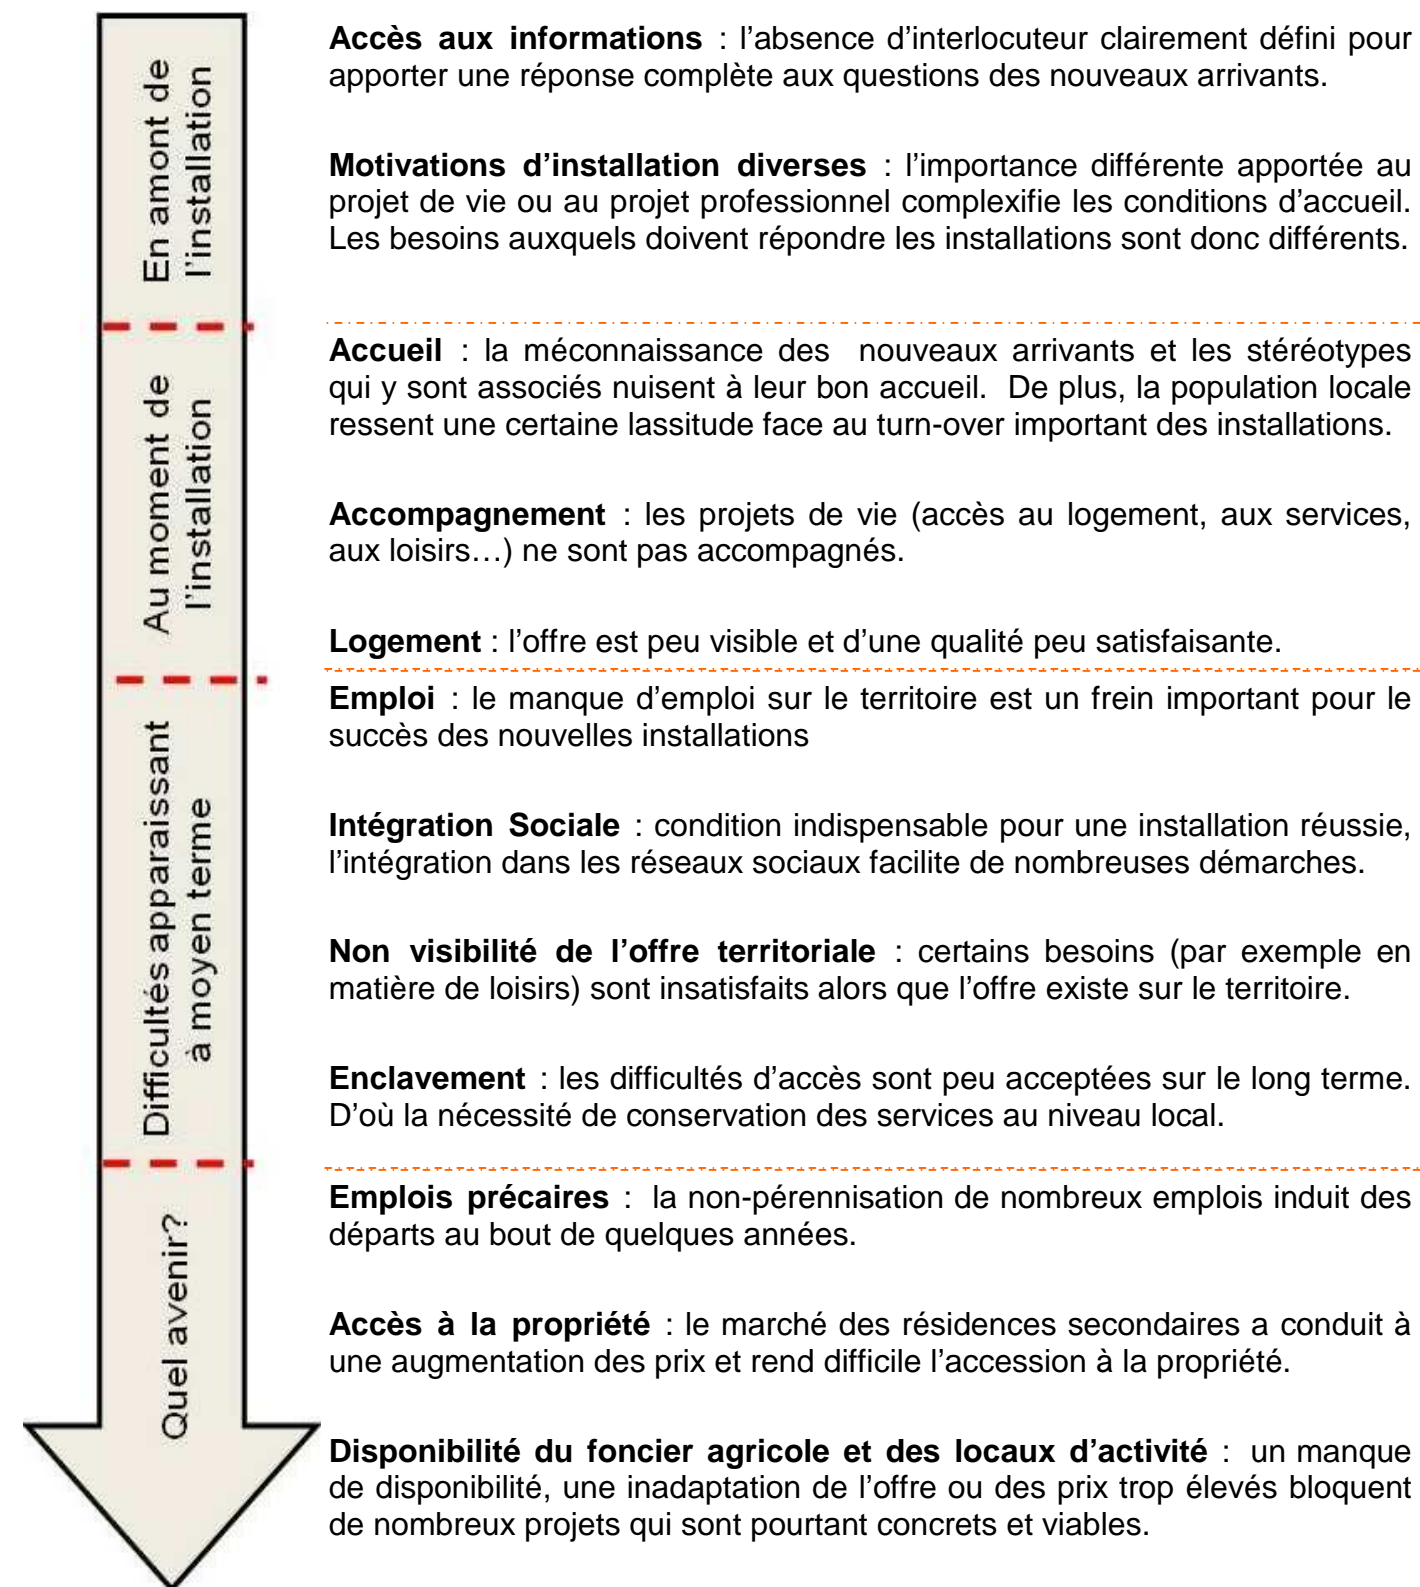 En amont de
l'installation
Accès aux informations : l'absence d'interlocuteur clairement défini pour
apporter une réponse complète aux questions des nouveaux arrivants.
Motivations d'installation diverses : l'importance différente apportée au
projet de vie ou au projet professionnel complexifie les conditions d'accueil.
Les besoins auxquels doivent répondre les installations sont donc différents.
Au moment de
l'installation
Accueil : la méconnaissance des nouveaux arrivants et les stéréotypes
qui y sont associés nuisent à leur bon accueil. De plus, la population locale
ressent une certaine lassitude face au turn-over important des installations.
Accompagnement : les projets de vie (accès au logement, aux services,
aux loisirs…) ne sont pas accompagnés.
Logement : l'offre est peu visible et d'une qualité peu satisfaisante.
Difficultés apparaissant
à moyen terme
Emploi : le manque d'emploi sur le territoire est un frein important pour le
succès des nouvelles installations
Intégration Sociale : condition indispensable pour une installation réussie,
l'intégration dans les réseaux sociaux facilite de nombreuses démarches.
Non visibilité de l'offre territoriale : certains besoins (par exemple en
matière de loisirs) sont insatisfaits alors que l'offre existe sur le territoire.
Enclavement : les difficultés d'accès sont peu acceptées sur le long terme.
D'où la nécessité de conservation des services au niveau local.
Quel avenir?
Emplois précaires : la non-pérennisation de nombreux emplois induit des
départs au bout de quelques années.
Accès à la propriété : le marché des résidences secondaires a conduit à
une augmentation des prix et rend difficile l'accession à la propriété.
Disponibilité du foncier agricole et des locaux d'activité : un manque
de disponibilité, une inadaptation de l'offre ou des prix trop élevés bloquent
de nombreux projets qui sont pourtant concrets et viables.